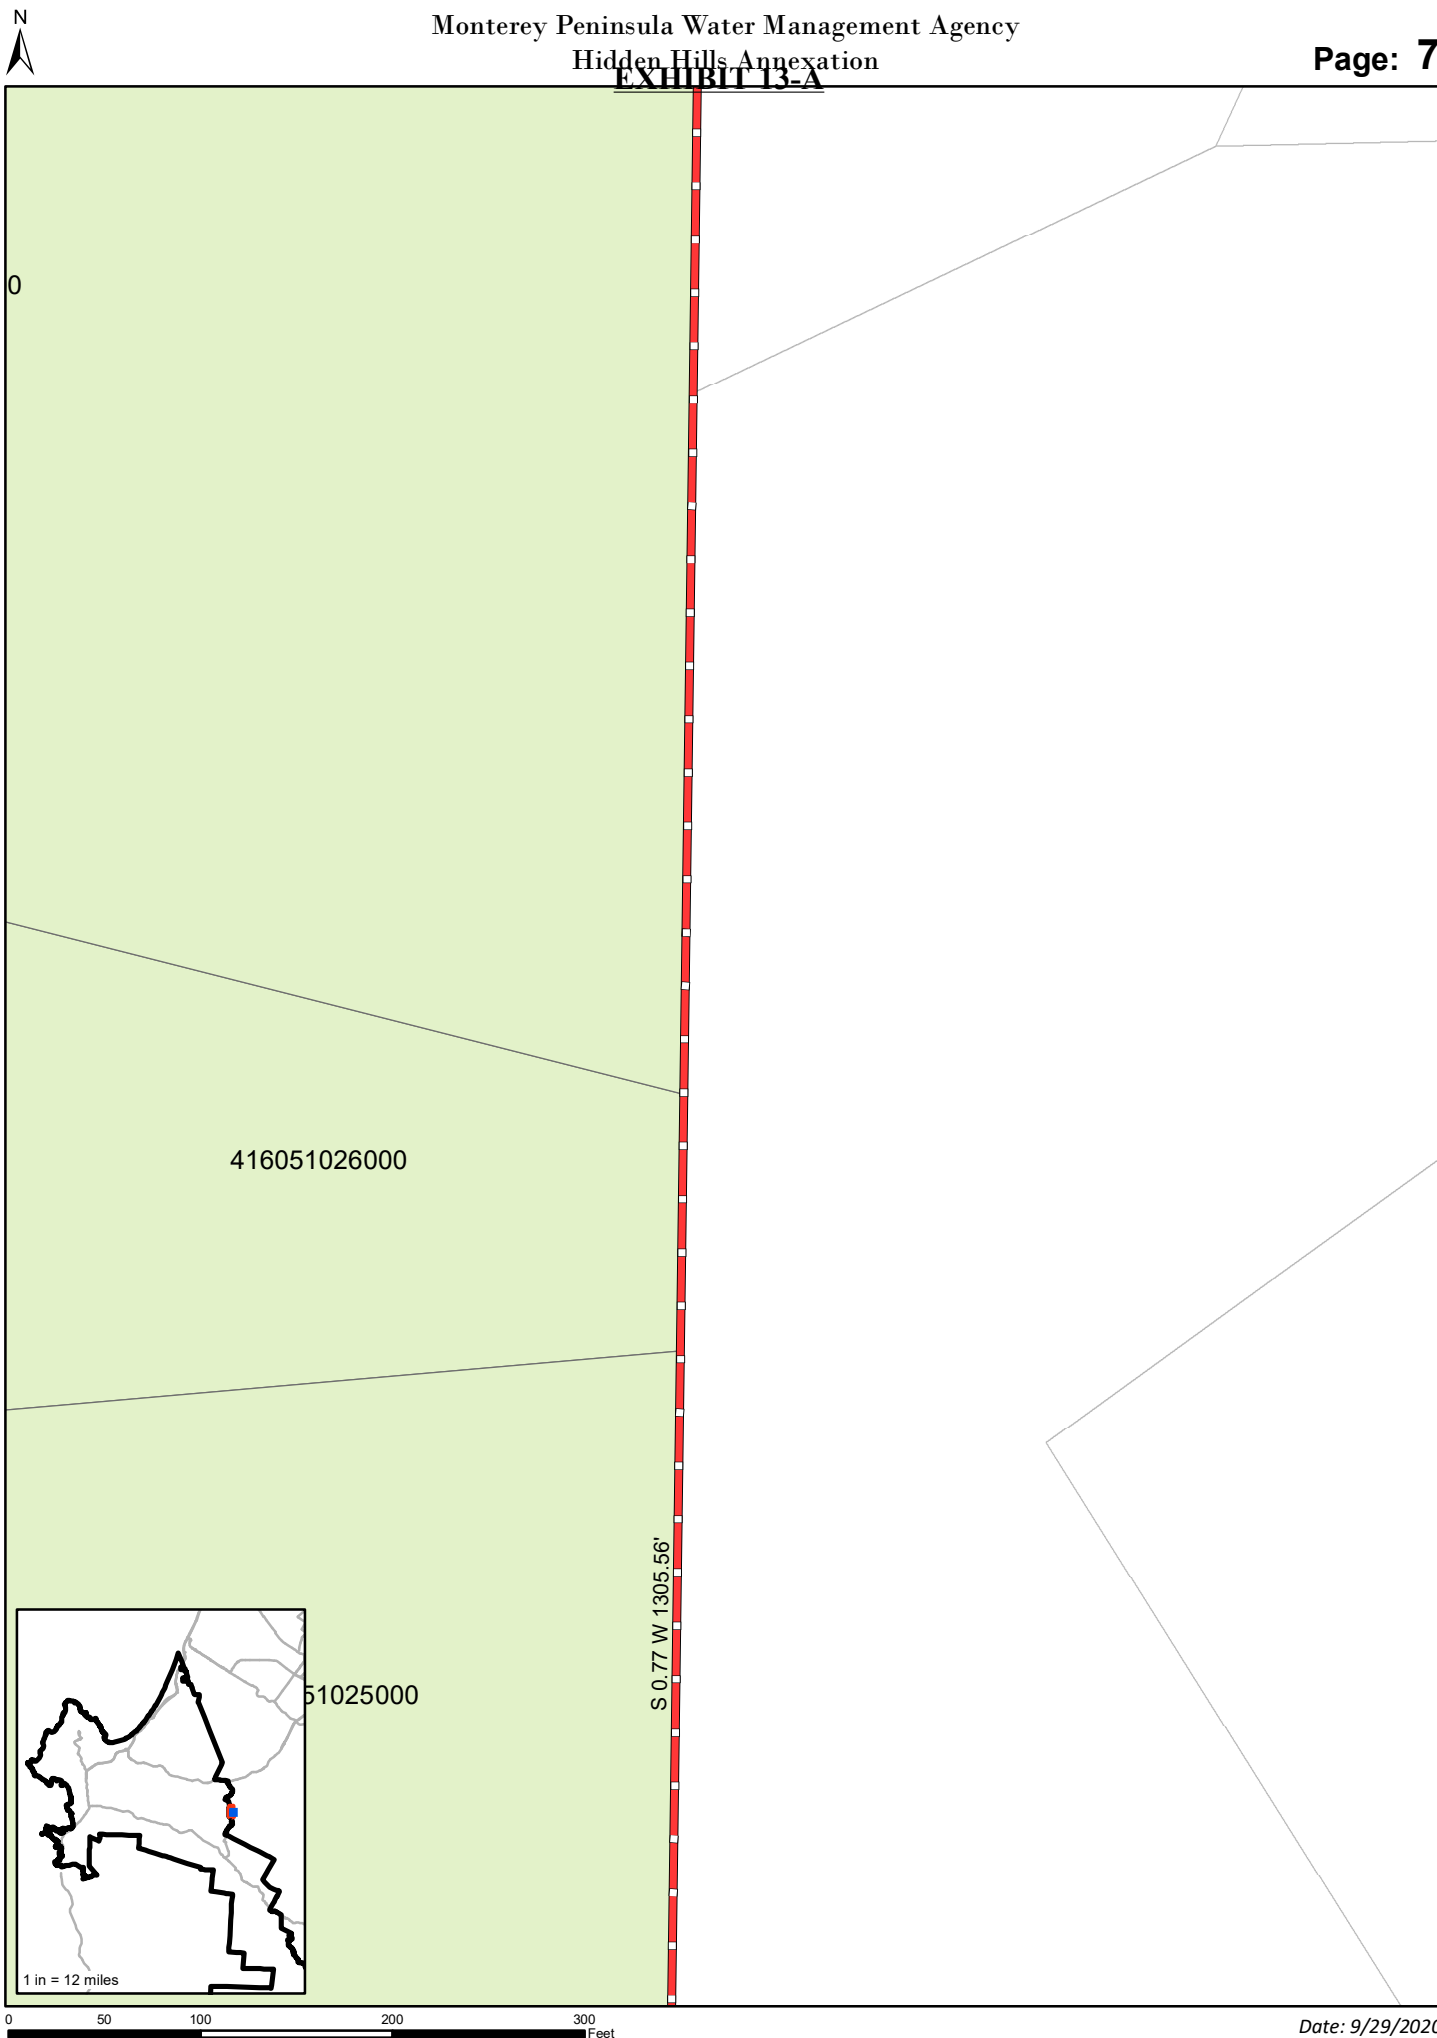 N
Monterey Peninsula Water Management Agency
Hidden Hills Annexation
EXHIBIT 13-A
Page: 7
0
416051026000
S 0.77 W 1305.56'
51025000
1 in = 12 miles
0 50 100 200 300
Feet
Date: 9/29/2020